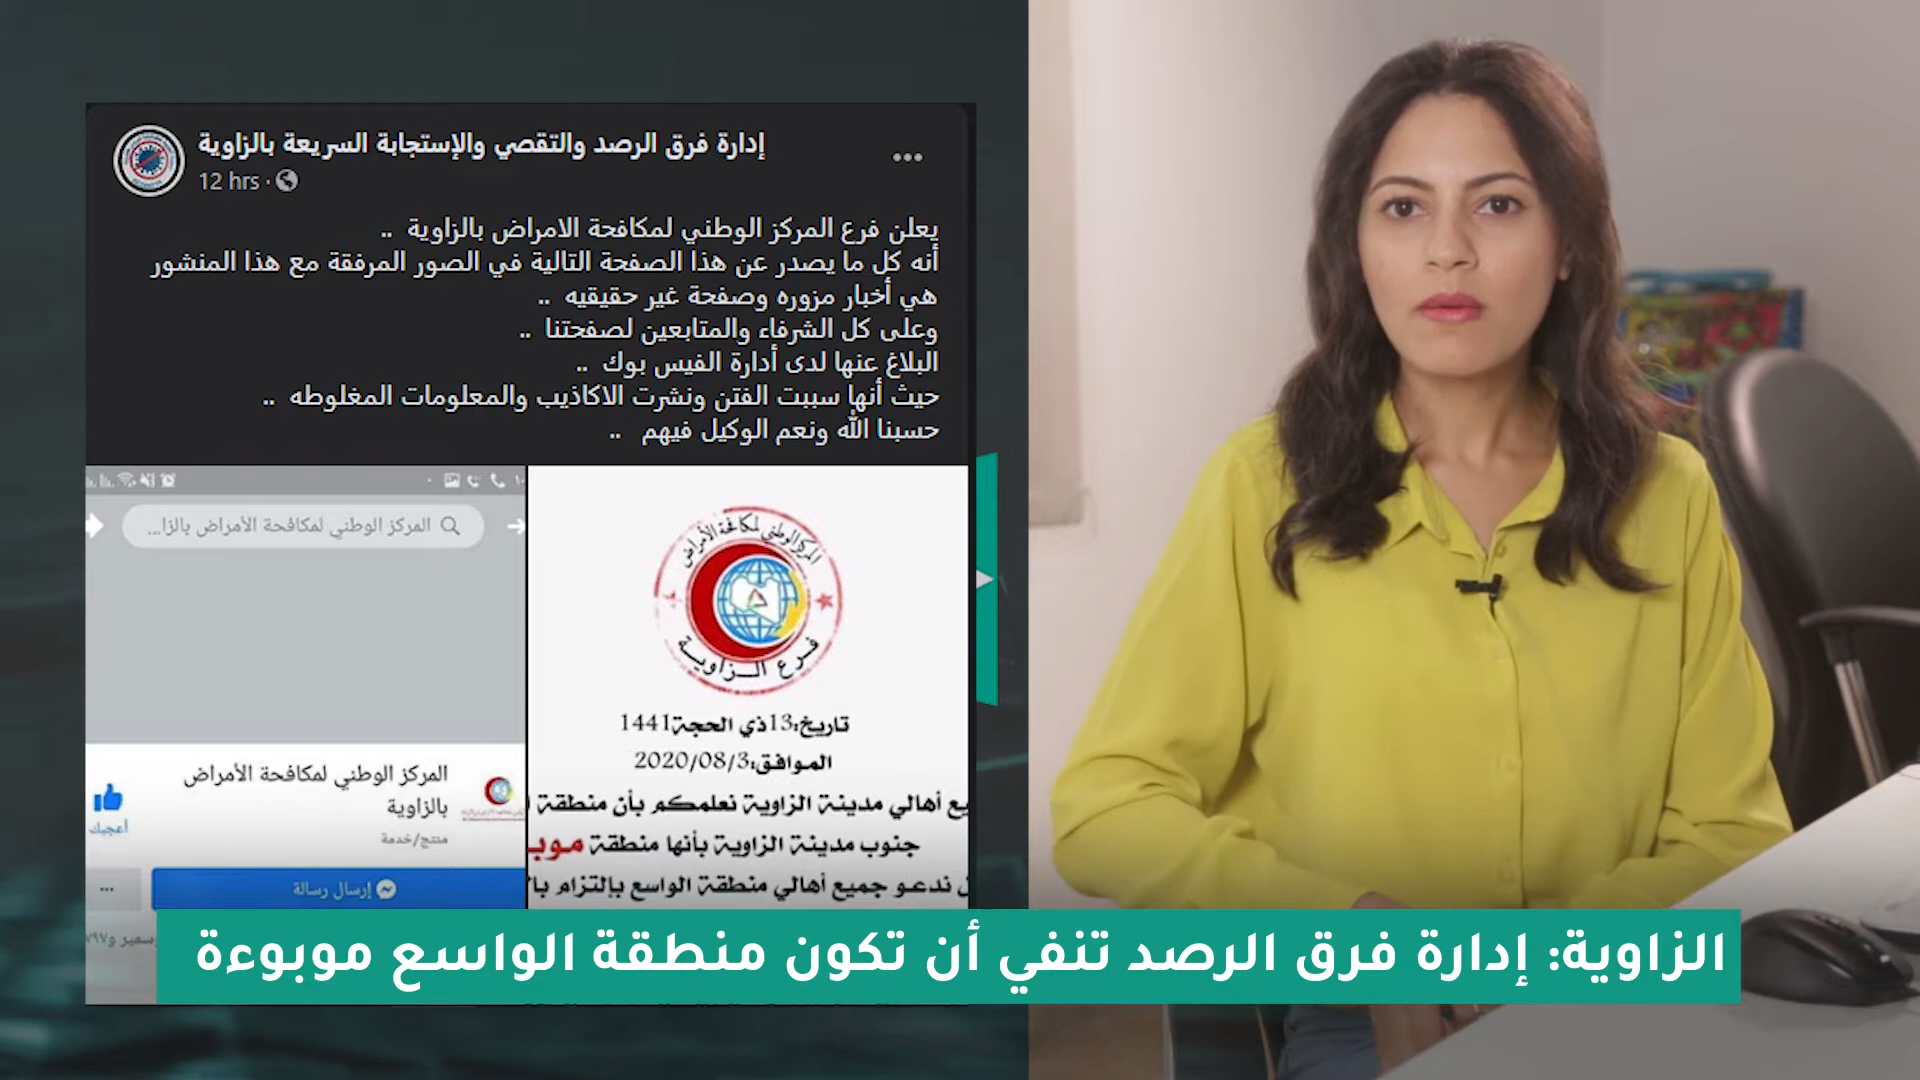 إدارة فرق الرصد والتقصي والإستجابة السريعة بالزاوية
12 hrs ·
يعلن فرع المركز الوطني لمكافحة الامراض بالزاوية ..
أنه كل ما يصدر عن هذا الصفحة التالية في الصور المرفقة مع هذا المنشور
هي أخبار مزوره وصفحة غير حقيقيه ..
وعلى كل الشرفاء والمتابعين لصفحتنا ..
البلاغ عنها لدى أدارة الفيس بوك ..
حيث أنها سببت الفتن ونشرت الاكاذيب والمعلومات المغلوطه ..
حسبنا الله ونعم الوكيل فيهم ..
المركز الوطني لمكافحة الأمراض بالزا...
المركز الوطني لمكافحة الأمراض
بالزاوية
منتج/خدمة
أعجبك
إرسال رسالة
المركز الوطني لمكافحة الأمراض
فرع الزاوية
تاريخ:13ذي الحجة1441
الموافق:2020/08/3
أهالي مدينة الزاوية نعلمكم بأن منطقة
جنوب مدينة الزاوية بأنها منطقة موبـ
ندعو جميع أهالي منطقة الواسع بإلتزام
الزاوية: إدارة فرق الرصد تنفي أن تكون منطقة الواسع موبوءة